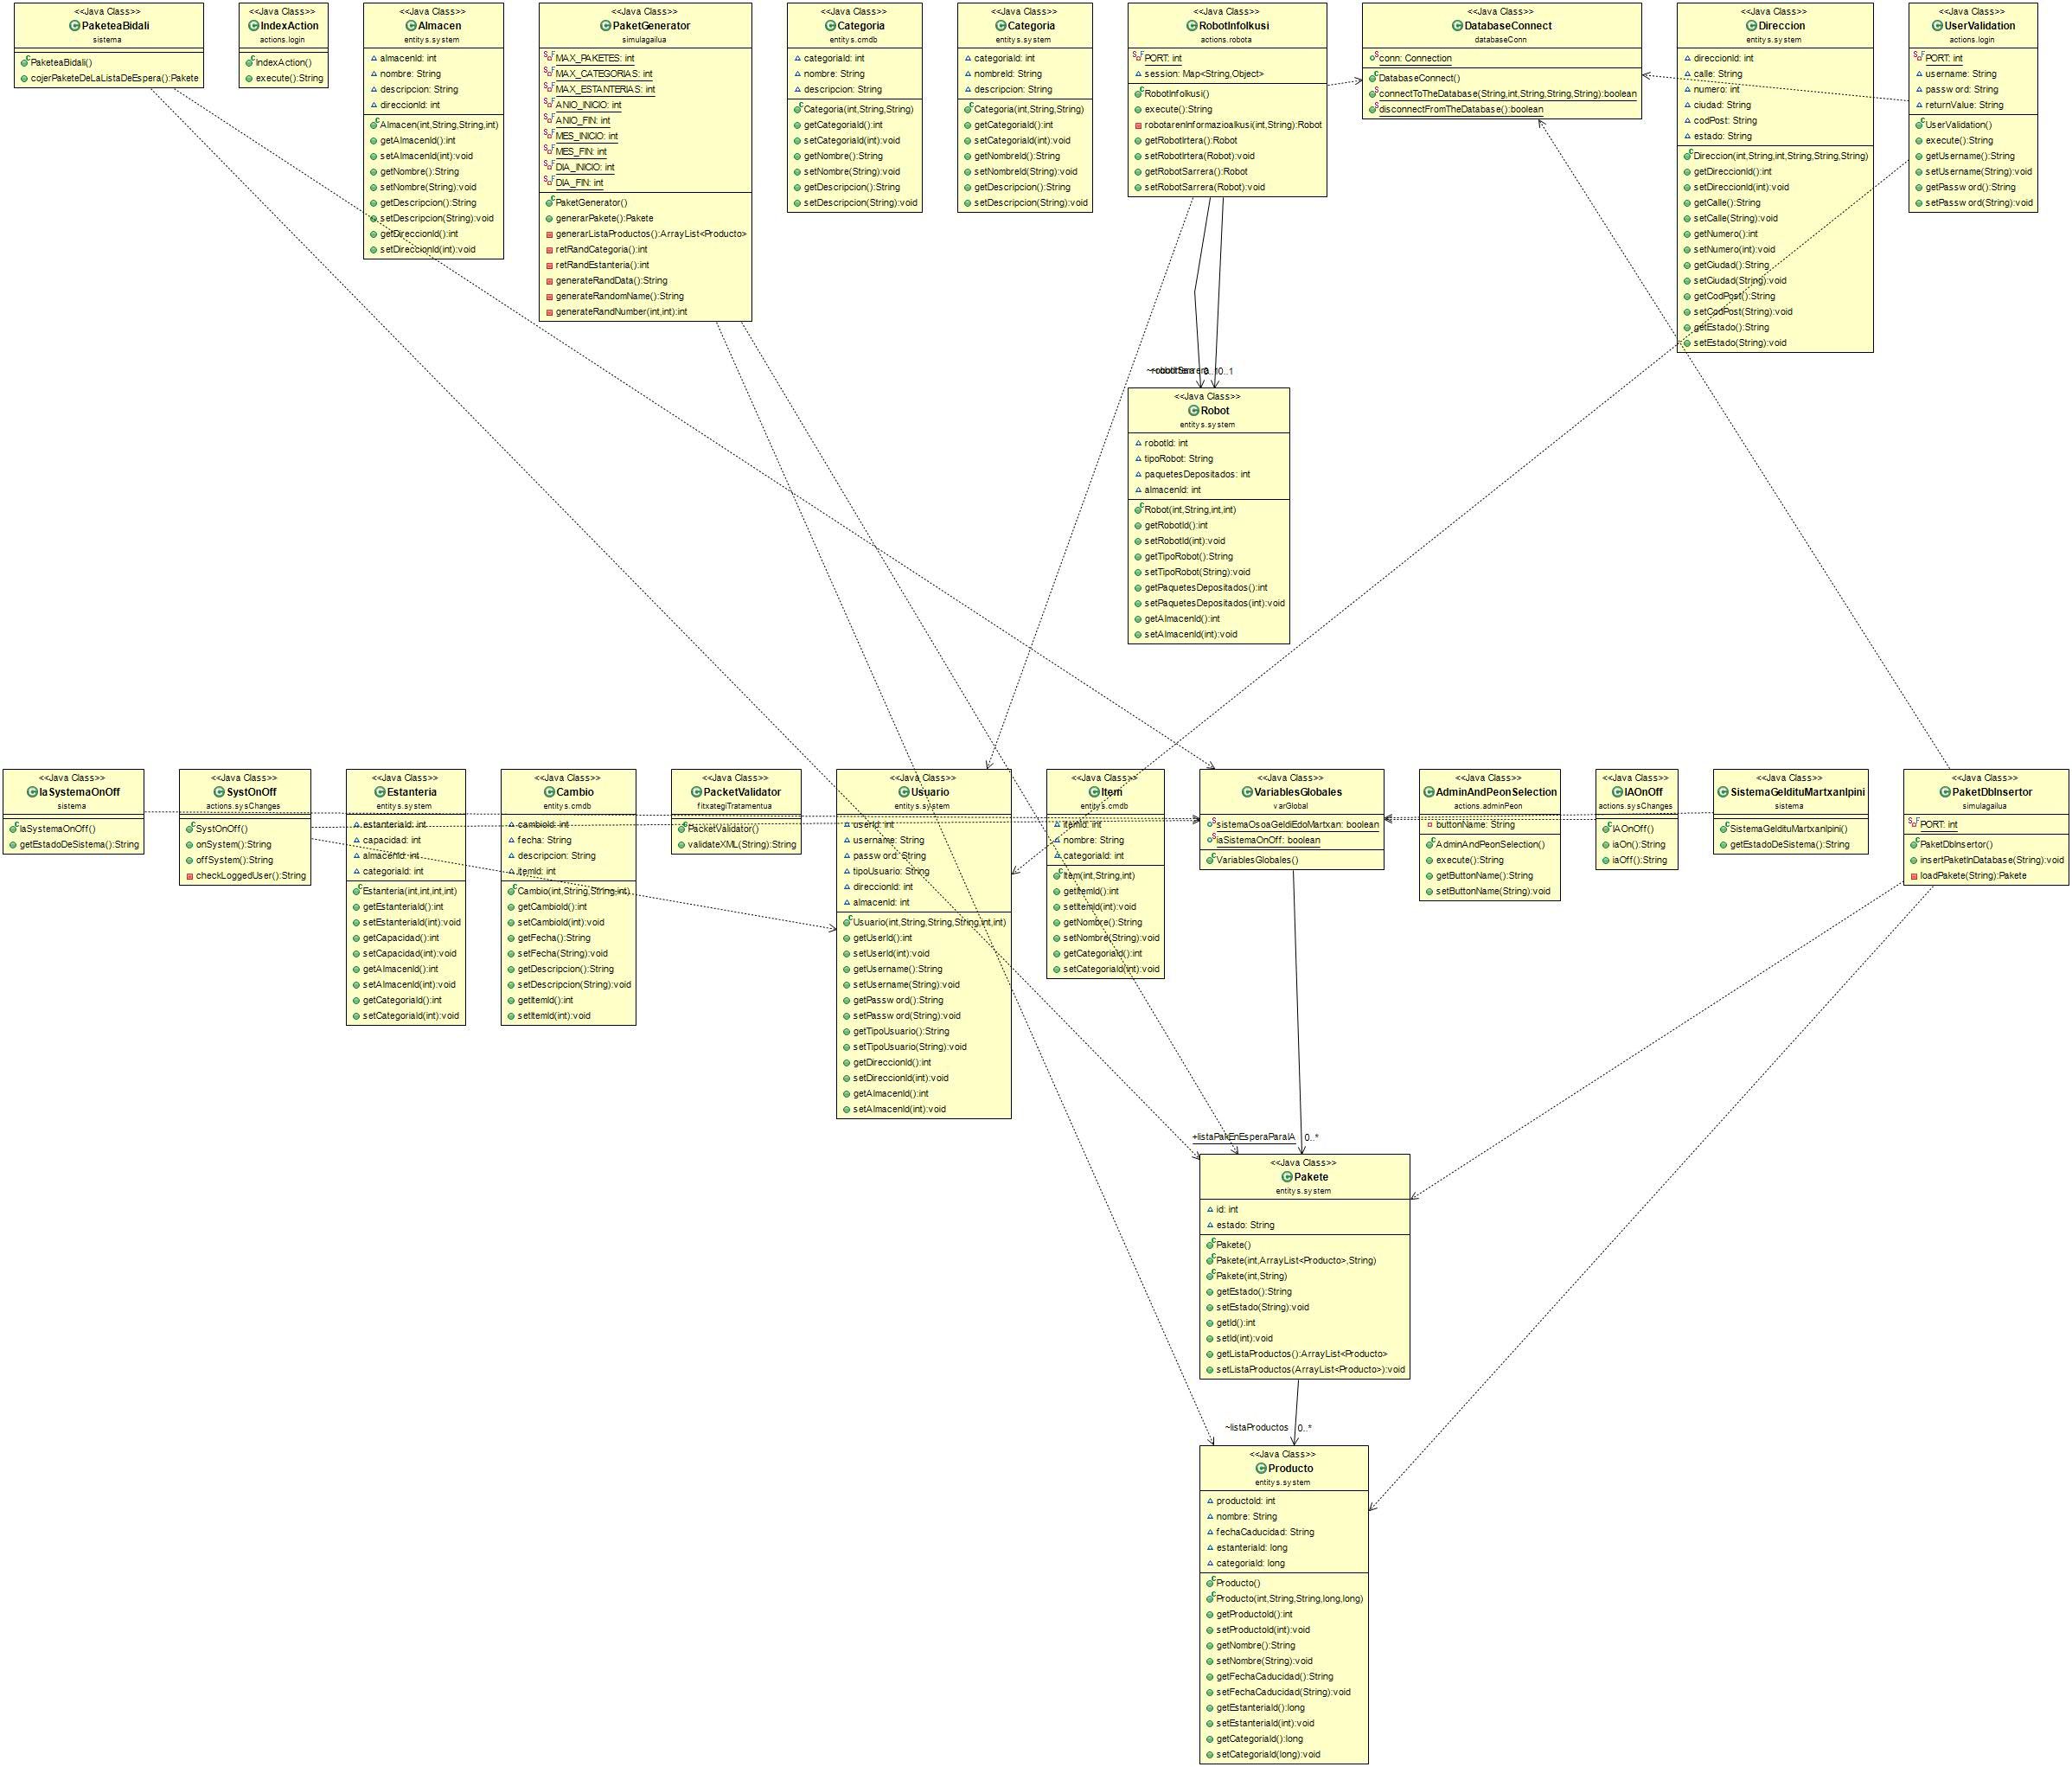 <<Java Class>>
PaketeaBidali
sistema
PaketeaBidali()
cojerPaketeDeLaListaDeEspera():Pakete
<<Java Class>>
IndexAction
actions.login
IndexAction()
execute():String
<<Java Class>>
Almacen
entitys.system
almacenId: int
nombre: String
descripcion: String
direccionId: int
Almacen(int,String,String,int)
getAlmacenId():int
setAlmacenId(int):void
getNombre():String
setNombre(String):void
getDescripcion():String
setDescripcion(String):void
getDireccionId():int
setDireccionId(int):void
<<Java Class>>
PaketGenerator
simulagailua
MAX_PAKETES: int
MAX_CATEGORIAS: int
MAX_ESTANTERIAS: int
ANIO_INICIO: int
ANIO_FIN: int
MES_INICIO: int
MES_FIN: int
DIA_INICIO: int
DIA_FIN: int
PaketGenerator()
generarPakete():Pakete
generarListaProductos():ArrayList<Producto>
retRandCategoria():int
retRandEstanteria():int
generateRandData():String
generateRandomName():String
generateRandNumber(int,int):int
<<Java Class>>
Categoria
entitys.cmdb
categoriaId: int
nombre: String
descripcion: String
Categoria(int,String,String)
getCategoriaId():int
setCategoriaId(int):void
getNombre():String
setNombre(String):void
getDescripcion():String
setDescripcion(String):void
<<Java Class>>
Categoria
entitys.system
categoriaId: int
nombreId: String
descripcion: String
Categoria(int,String,String)
getCategoriaId():int
setCategoriaId(int):void
getNombreId():String
setNombreId(String):void
getDescripcion():String
setDescripcion(String):void
<<Java Class>>
RobotInfoIkusi
actions.robota
PORT: int
session: Map<String,Object>
RobotInfoIkusi()
execute():String
robotarenInformazioaIkusi(int,String):Robot
getRobotIrtera():Robot
setRobotIrtera(Robot):void
getRobotSarrera():Robot
setRobotSarrera(Robot):void
<<Java Class>>
DatabaseConnect
databaseConn
conn: Connection
DatabaseConnect()
connectToTheDatabase(String,int,String,String,String):boolean
disconnectFromTheDatabase():boolean
<<Java Class>>
Direccion
entitys.system
direccionId: int
calle: String
numero: int
ciudad: String
codPost: String
estado: String
Direccion(int,String,int,String,String,String)
getDireccionId():int
setDireccionId(int):void
getCalle():String
setCalle(String):void
getNumero():int
setNumero(int):void
getCiudad():String
setCiudad(String):void
getCodPost():String
setCodPost(String):void
getEstado():String
setEstado(String):void
<<Java Class>>
UserValidation
actions.login
PORT: int
username: String
password: String
returnValue: String
UserValidation()
execute():String
getUsername():String
setUsername(String):void
getPassword():String
setPassword(String):void
0..1
<<Java Class>>
Robot
entitys.system
robotId: int
tipoRobot: String
paquetesDepositados: int
almacenId: int
Robot(int,String,int,int)
getRobotId():int
setRobotId(int):void
getTipoRobot():String
setTipoRobot(String):void
getPaquetesDepositados():int
setPaquetesDepositados(int):void
getAlmacenId():int
setAlmacenId(int):void
<<Java Class>>
IaSystemaOnOff
sistema
IaSystemaOnOff()
getEstadoDeSistema():String
<<Java Class>>
SystOnOff
actions.sysChanges
SystOnOff()
onSystem():String
offSystem():String
checkLoggedUser():String
<<Java Class>>
Estanteria
entitys.system
estanteriaId: int
capacidad: int
almacenId: int
categoriaId: int
Estanteria(int,int,int,int)
getEstanteriaId():int
setEstanteriaId(int):void
getCapacidad():int
setCapacidad(int):void
getAlmacenId():int
setAlmacenId(int):void
getCategoriaId():int
setCategoriaId(int):void
<<Java Class>>
Cambio
entitys.cmdb
cambioId: int
fecha: String
descripcion: String
itemId: int
Cambio(int,String,String,int)
getCambioId():int
setCambioId(int):void
getFecha():String
setFecha(String):void
getDescripcion():String
setDescripcion(String):void
getItemId():int
setItemId(int):void
<<Java Class>>
PacketValidator
fitxategiTratamentua
PacketValidator()
validateXML(String):String
<<Java Class>>
Usuario
entitys.system
userId: int
username: String
password: String
tipoUsuario: String
direccionId: int
almacenId: int
Usuario(int,String,String,String,int,int)
getUserId():int
setUserId(int):void
getUsername():String
setUsername(String):void
getPassword():String
setPassword(String):void
getTipoUsuario():String
setTipoUsuario(String):void
getDireccionId():int
setDireccionId(int):void
getAlmacenId():int
setAlmacenId(int):void
<<Java Class>>
Item
entitys.cmdb
itemId: int
nombre: String
categoriaId: int
Item(int,String,int)
getItemId():int
setItemId(int):void
getNombre():String
setNombre(String):void
getCategoriaId():int
setCategoriaId(int):void
<<Java Class>>
VariablesGlobales
varGlobal
sistemaOsoaGeldiEdoMartxan: boolean
iaSistemaOnOff: boolean
VariablesGlobales()
<<Java Class>>
AdminAndPeonSelection
actions.adminPeon
buttonName: String
AdminAndPeonSelection()
execute():String
getButtonName():String
setButtonName(String):void
<<Java Class>>
IAOnOff
actions.sysChanges
IAOnOff()
iaOn():String
iaOff():String
<<Java Class>>
SistemaGeldituMartxanIpini
sistema
SistemaGeldituMartxanIpini()
getEstadoDeSistema():String
<<Java Class>>
PaketDbInsertor
simulagailua
PORT: int
PaketDbInsertor()
insertPaketInDatabase(String):void
loadPakete(String):Pakete
+listaPakEnEsperaParaIA
0..*
<<Java Class>>
Pakete
entitys.system
id: int
estado: String
Pakete()
Pakete(int,ArrayList<Producto>,String)
Pakete(int,String)
getEstado():String
setEstado(String):void
getId():int
setId(int):void
getListaProductos():ArrayList<Producto>
setListaProductos(ArrayList<Producto>):void
~listaProductos
0..*
<<Java Class>>
Producto
entitys.system
productoId: int
nombre: String
fechaCaducidad: String
estanteriaId: long
categoriaId: long
Producto()
Producto(int,String,String,long,long)
getProductoId():int
setProductoId(int):void
getNombre():String
setNombre(String):void
getFechaCaducidad():String
setFechaCaducidad(String):void
getEstanteriaId():long
setEstanteriaId(int):void
getCategoriaId():long
setCategoriaId(long):void